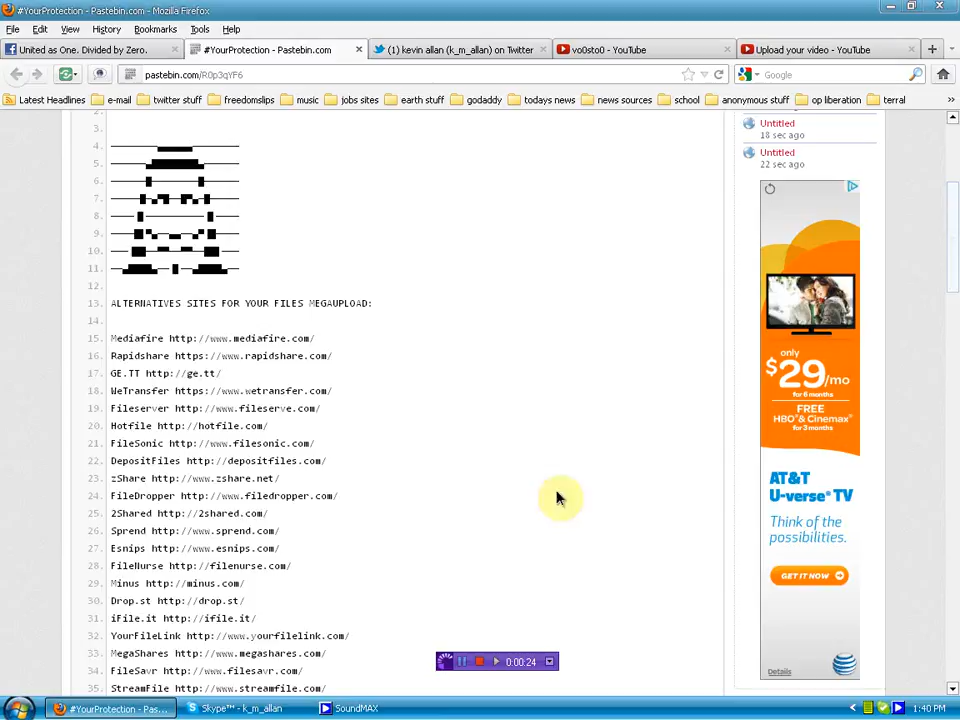 #YourProtection - Pastebin.com - Mozilla Firefox
File Edit View History Bookmarks Tools Help
United as One. Divided by Zero.
#YourProtection - Pastebin.com
(1) kevin allan (k_m_allan) on Twitter
vo0sto0 - YouTube
Upload your video - YouTube
pastebin.com/R0p3qYF6
Google
Latest Headlines e-mail twitter stuff freedomslips music jobs sites earth stuff godaddy todays news news sources school anonymous stuff op liberation terral
2.
3.
4.
5.
6.
7.
8.
9.
10.
11.
12.
13. ALTERNATIVES SITES FOR YOUR FILES MEGAUPLOAD:
14.
15. Mediafire http://www.mediafire.com/
16. Rapidshare https://www.rapidshare.com/
17. GE.TT http://ge.tt/
18. WeTransfer https://www.wetransfer.com/
19. Fileserver http://www.fileserve.com/
20. Hotfile http://hotfile.com/
21. FileSonic http://www.filesonic.com/
22. DepositFiles http://depositfiles.com/
23. zShare http://www.zshare.net/
24. FileDropper http://www.filedropper.com/
25. 2Shared http://2shared.com/
26. Sprend http://www.sprend.com/
27. Esnips http://www.esnips.com/
28. FileNurse http://filenurse.com/
29. Minus http://minus.com/
30. Drop.st http://drop.st/
31. iFile.it http://ifile.it/
32. YourFileLink http://www.yourfilelink.com/
33. MegaShares http://www.megashares.com/
34. FileSavr http://www.filesavr.com/
35. StreamFile http://www.streamfile.com/
Untitled
18 sec ago
Untitled
22 sec ago
only
$29/mo
for 6 months
FREE
HBO® & Cinemax®
for 3 months
AT&T
U-verse® TV
Think of the
possibilities.
GET IT NOW
Details
at&t
0:00:24
#YourProtection - Pas...
Skype™ - k_m_allan
SoundMAX
1:40 PM